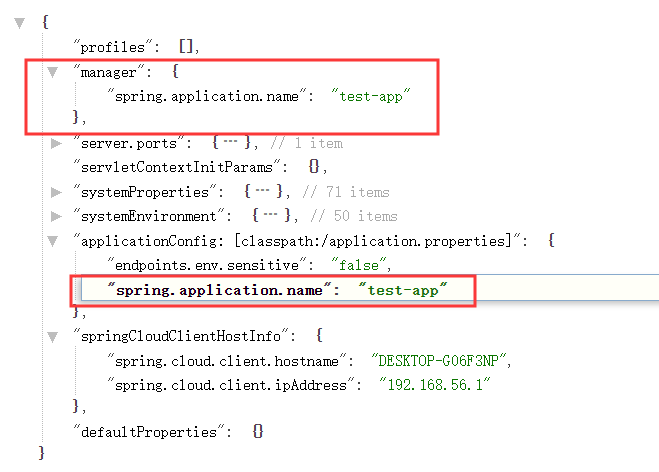 {
"profiles": [],
"manager": {
"spring.application.name": "test-app"
},
"server.ports": { ··· }, // 1 item
"servletContextInitParams": {},
"systemProperties": { ··· }, // 71 items
"systemEnvironment": { ··· }, // 50 items
"applicationConfig: [classpath:/application.properties]": {
"endpoints.env.sensitive": "false",
"spring.application.name": "test-app"
},
"springCloudClientHostInfo": {
"spring.cloud.client.hostname": "DESKTOP-G06F3NP",
"spring.cloud.client.ipAddress": "192.168.56.1"
},
"defaultProperties": {}
}